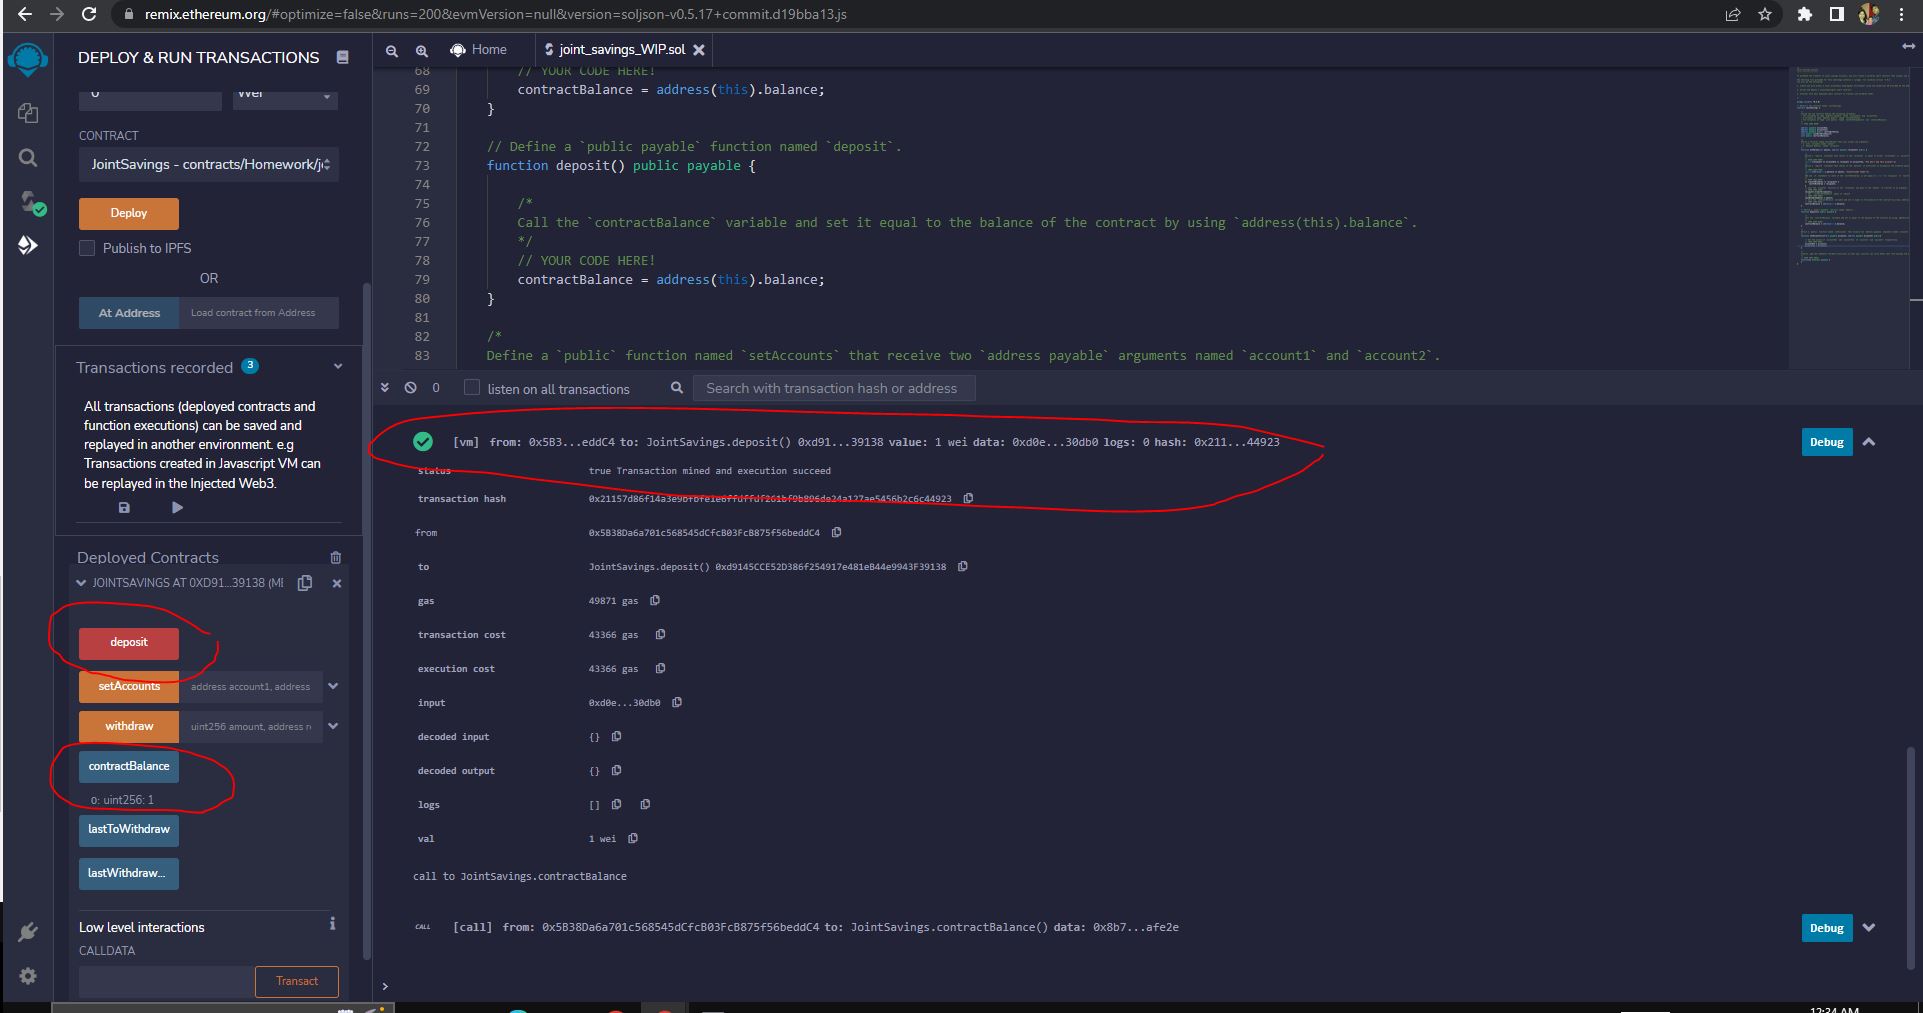 remix.ethereum.org/#optimize=false&runs=200&evmVersion=null&version=soljson-v0.5.17+commit.d19bba13.js
DEPLOY & RUN TRANSACTIONS
0
Wei
CONTRACT
JointSavings - contracts/Homework/jo
Deploy
Publish to IPFS
OR
At Address
Load contract from Address
Transactions recorded 3
All transactions (deployed contracts and
function executions) can be saved and
replayed in another environment. e.g
Transactions created in Javascript VM can
be replayed in the Injected Web3.
Deployed Contracts
JOINTSAVINGS AT 0XD91...39138 (ME
deposit
setAccounts
address account1, address
withdraw
uint256 amount, address r
contractBalance
0: uint256: 1
lastToWithdraw
lastWithdraw...
Low level interactions
i
CALLDATA
Transact
Home
joint_savings_WIP.sol
68 // YOUR CODE HERE!
69 contractBalance = address(this).balance;
70 }
71
72 // Define a `public payable` function named `deposit`.
73 function deposit() public payable {
74
75 /*
76 Call the `contractBalance` variable and set it equal to the balance of the contract by using `address(this).balance`.
77 */
78 // YOUR CODE HERE!
79 contractBalance = address(this).balance;
80 }
81
82 /*
83 Define a `public` function named `setAccounts` that receive two `address payable` arguments named `account1` and `account2`.
0
listen on all transactions
Search with transaction hash or address
[vm] from: 0x5B3...eddC4 to: JointSavings.deposit() 0xd91...39138 value: 1 wei data: 0xd0e...30db0 logs: 0 hash: 0x211...44923
Debug
status true Transaction mined and execution succeed
transaction hash
from 0x5B38Da6a701c568545dCfcB03FcB875f56beddC4
to JointSavings.deposit() 0xd9145CCE52D386f254917e481eB44e9943F39138
gas 49871 gas
transaction cost 43366 gas
execution cost 43366 gas
input 0xd0e...30db0
decoded input {}
decoded output {}
logs []
val 1 wei
call to JointSavings.contractBalance
CALL [call] from: 0x5B38Da6a701c568545dCfcB03FcB875f56beddC4 to: JointSavings.contractBalance() data: 0x8b7...afe2e
Debug
>
12:34 AM